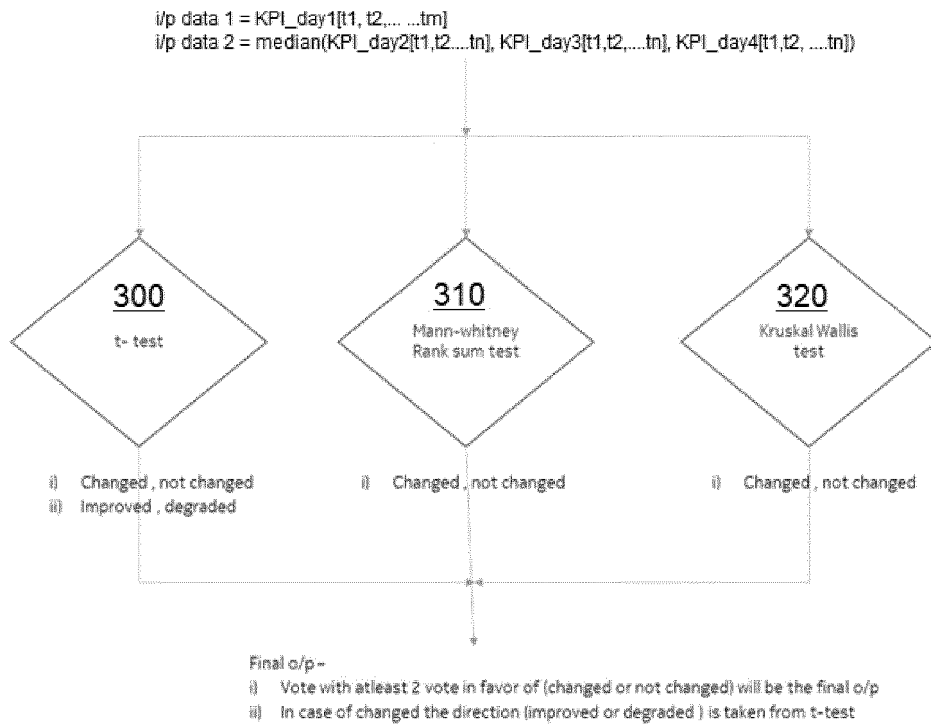 i/p data 1 = KPI_day1[t1, t2,... ...tm]
i/p data 2 = median(KPI_day2[t1,t2....tn], KPI_day3[t1,t2,....tn], KPI_day4[t1,t2, ....tn])
300
t- test
310
Mann-whitney
Rank sum test
320
Kruskal Wallis
test
i) Changed , not changed
ii) Improved , degraded
i) Changed , not changed
i) Changed , not changed
Final o/p –
i) Vote with atleast 2 vote in favor of (changed or not changed) will be the final o/p
ii) In case of changed the direction (improved or degraded ) is taken from t-test